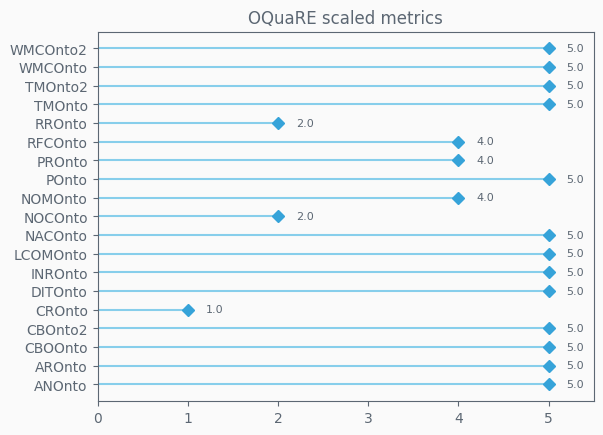 OQuaRE scaled metrics
WMCOnto2 5.0
WMCOnto 5.0
TMOnto2 5.0
TMOnto 5.0
RROnto 2.0
RFCOnto 4.0
PROnto 4.0
POnto 5.0
NOMOnto 4.0
NOCOnto 2.0
NACOnto 5.0
LCOMOnto 5.0
INROnto 5.0
DITOnto 5.0
CROnto 1.0
CBOnto2 5.0
CBOOnto 5.0
AROnto 5.0
ANOnto 5.0
0 1 2 3 4 5